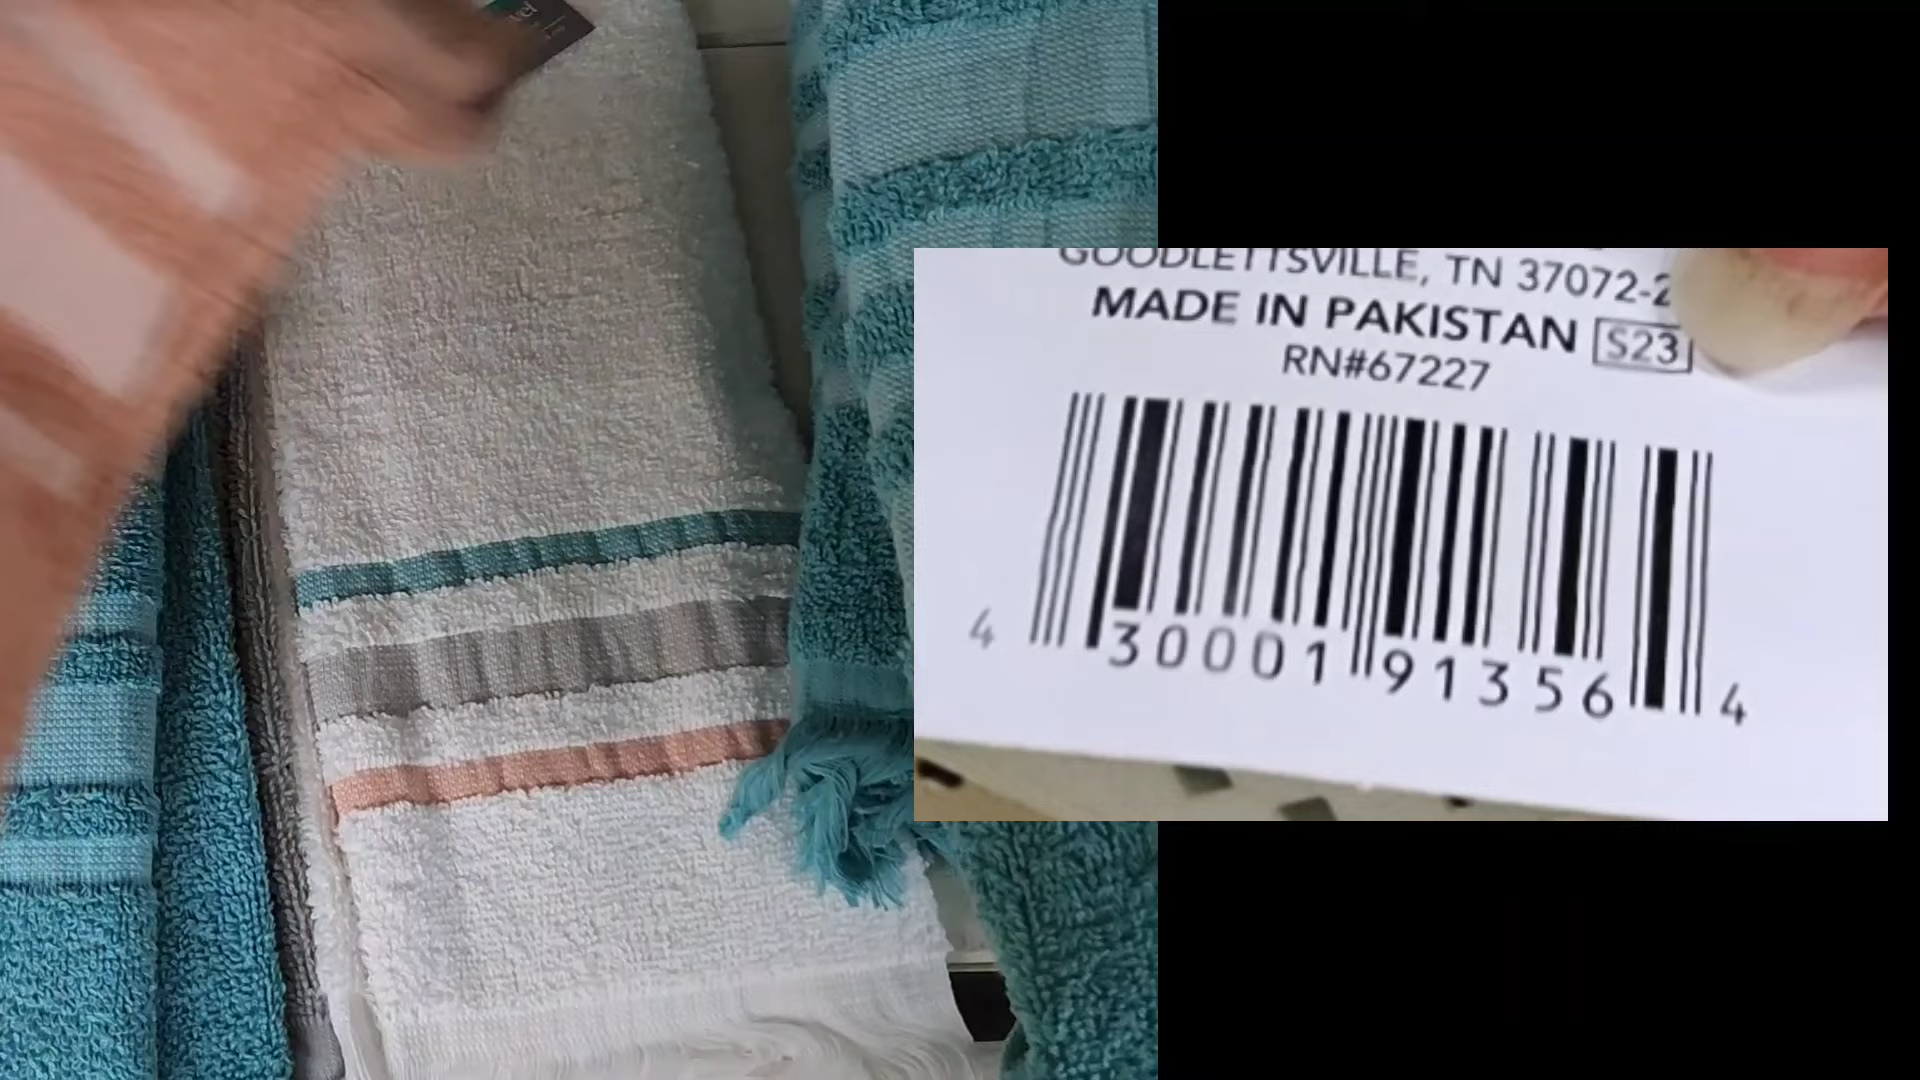 GOODLETTSVILLE, TN 37072-2
MADE IN PAKISTAN S23
RN#67227
4 30001 91356 4